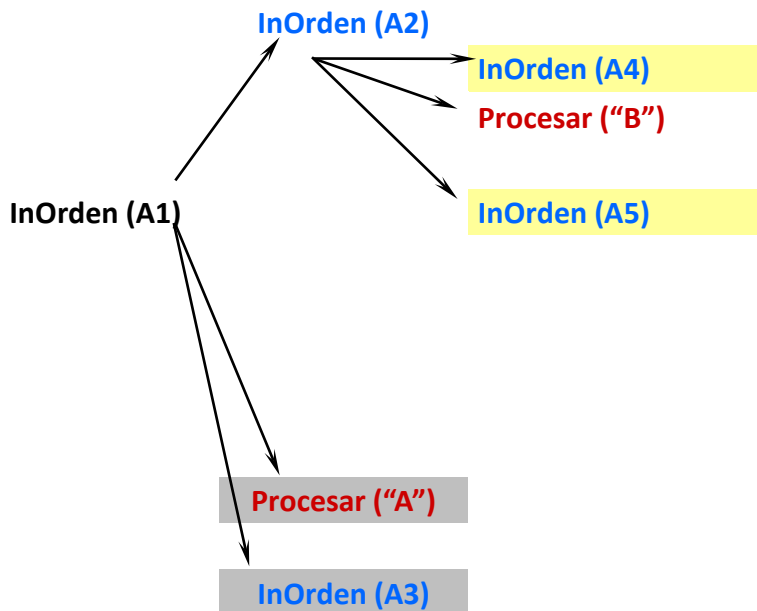 InOrden (A2)
InOrden (A4)
Procesar (“B”)
InOrden (A1)
InOrden (A5)
Procesar (“A”)
InOrden (A3)